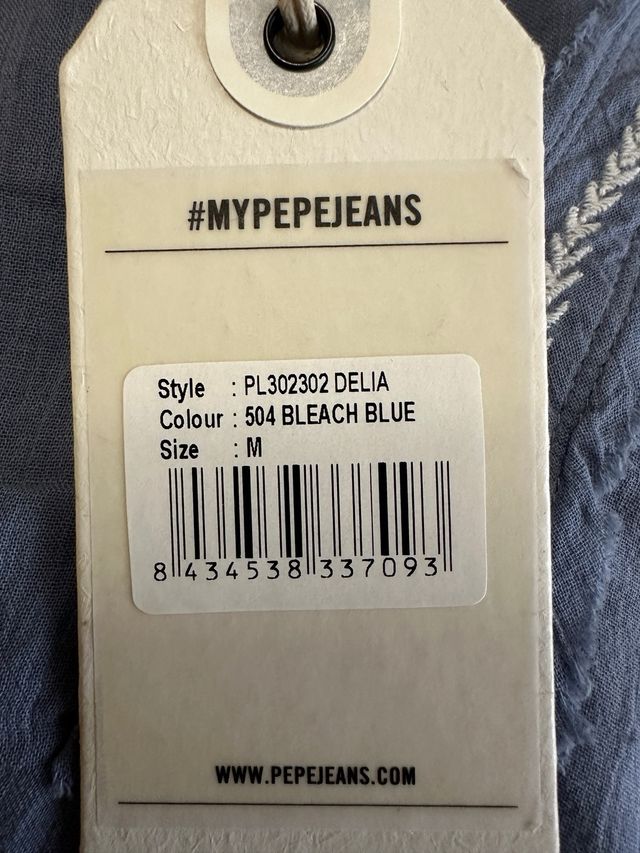 #MYPEPEJEANS
Style : PL302302 DELIA
Colour : 504 BLEACH BLUE
Size : M
8 434538 337093
WWW.PEPEJEANS.COM